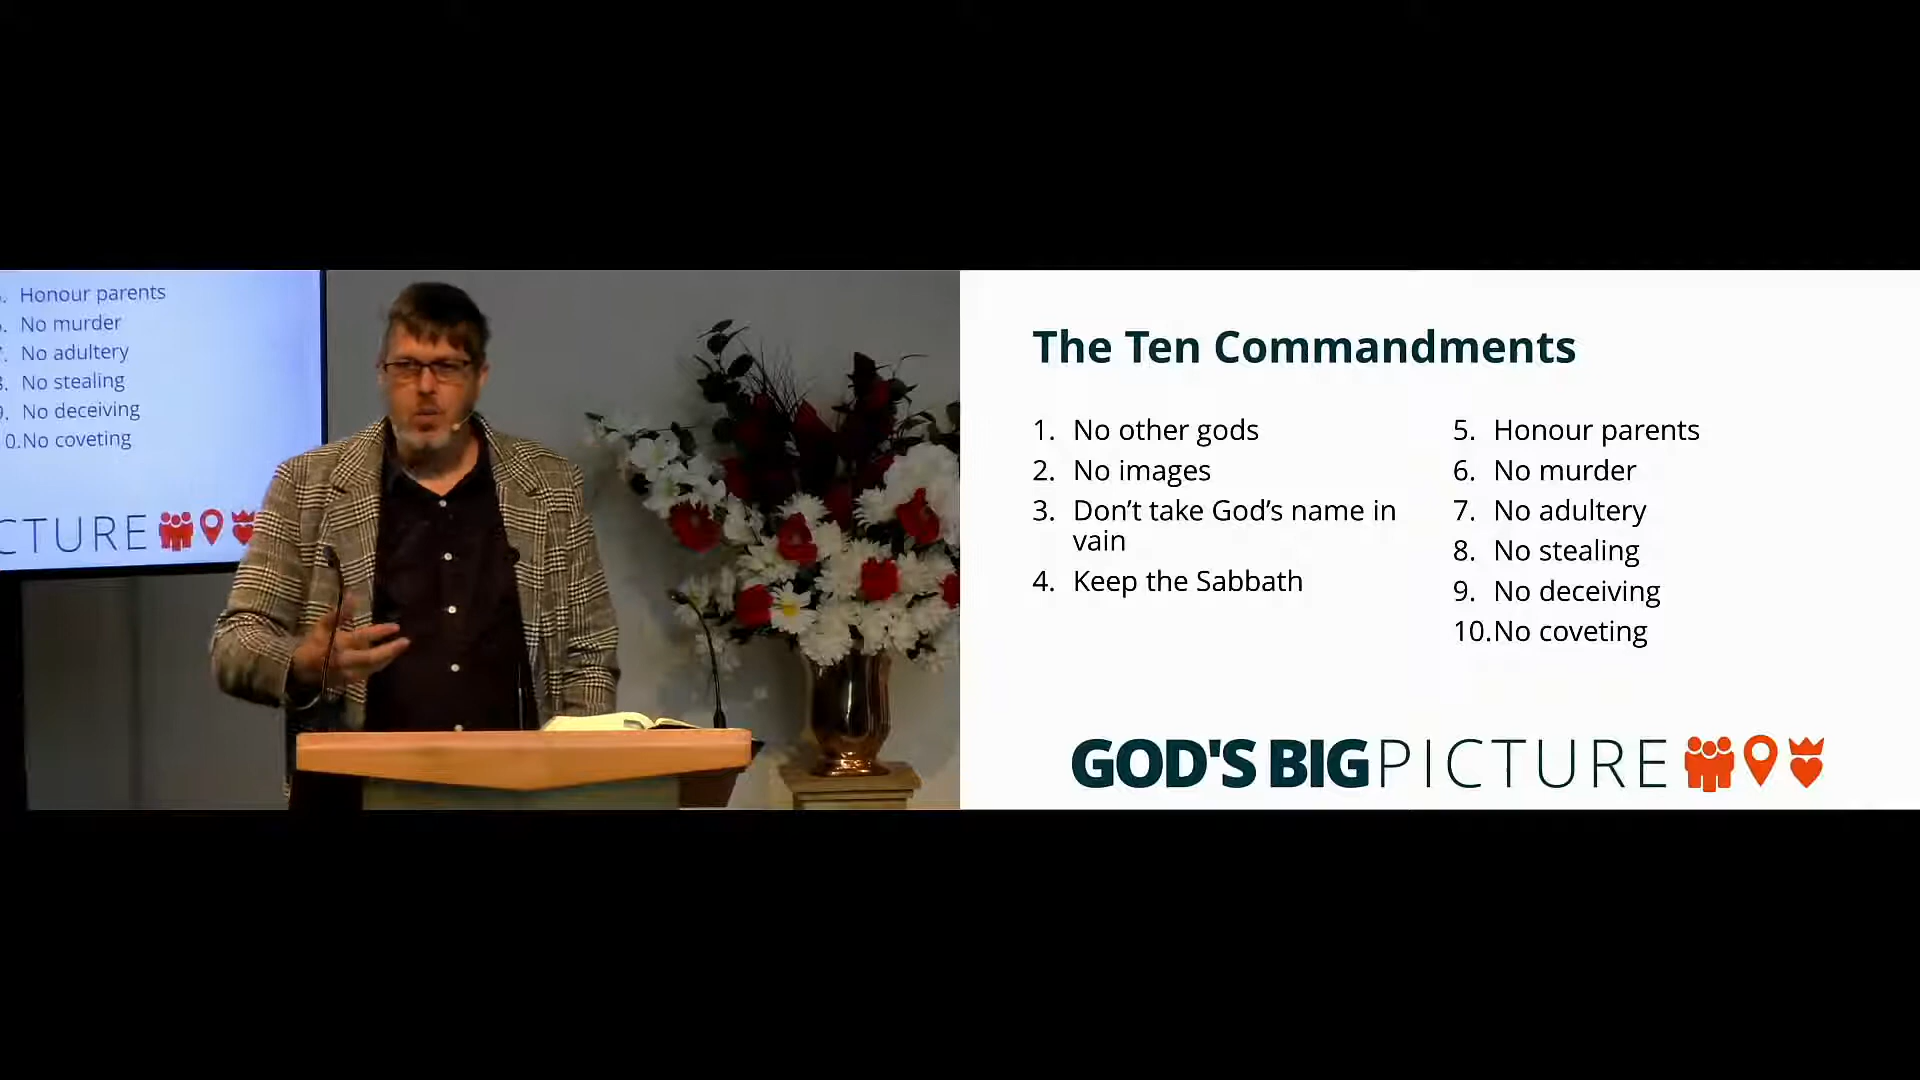 Honour parents
No murder
No adultery
No stealing
9. No deceiving
0.No coveting
CTURE
The Ten Commandments
1. No other gods
2. No images
3. Don’t take God’s name in
vain
4. Keep the Sabbath
5. Honour parents
6. No murder
7. No adultery
8. No stealing
9. No deceiving
10.No coveting
GOD'S BIG PICTURE